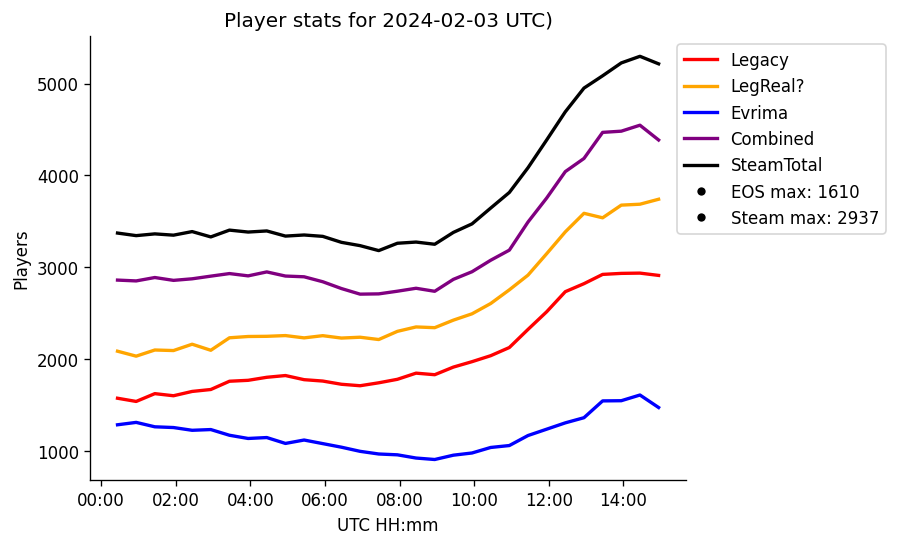 Player stats for 2024-02-03 UTC)
Legacy
LegReal?
Evrima
Combined
SteamTotal
EOS max: 1610
Steam max: 2937
5000
4000
3000
2000
1000
Players
00:00 02:00 04:00 06:00 08:00 10:00 12:00 14:00
UTC HH:mm